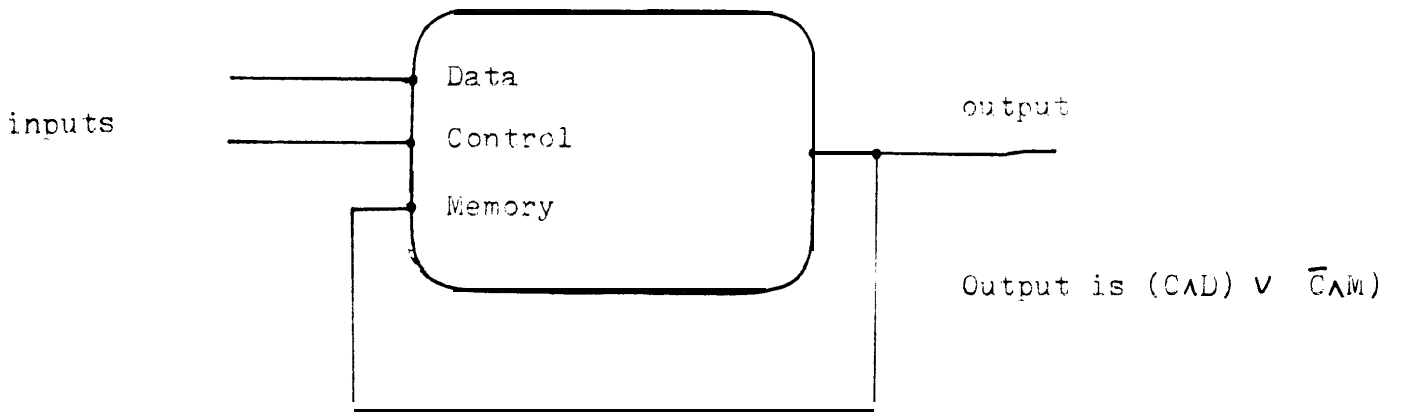 Data
inputs
Control
Memory
output
Output is (C∧D) ∨ C̄∧M)